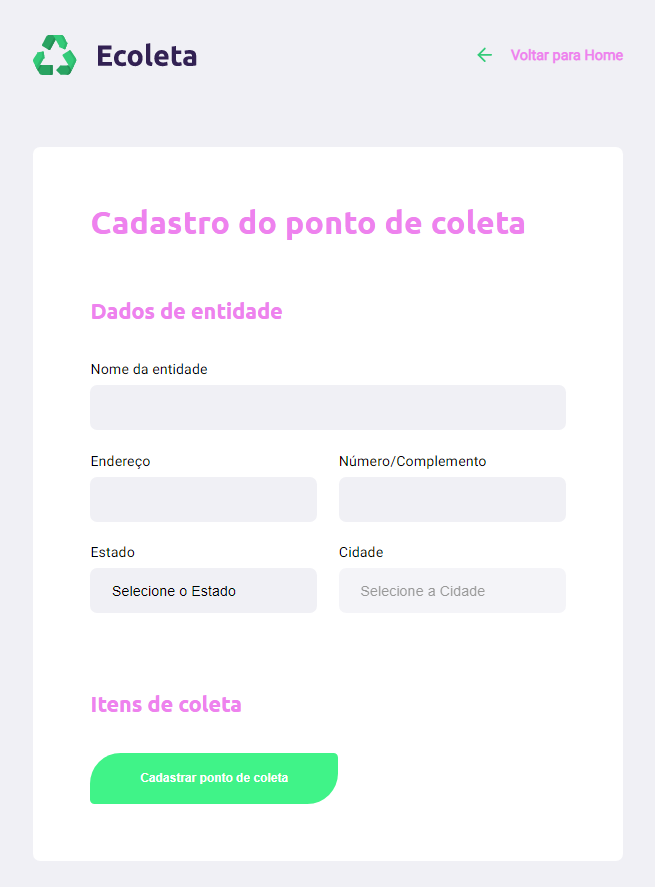 Ecoleta
Voltar para Home
Cadastro do ponto de coleta
Dados de entidade
Nome da entidade
Endereço
Número/Complemento
Estado
Cidade
Selecione o Estado
Selecione a Cidade
Itens de coleta
Cadastrar ponto de coleta